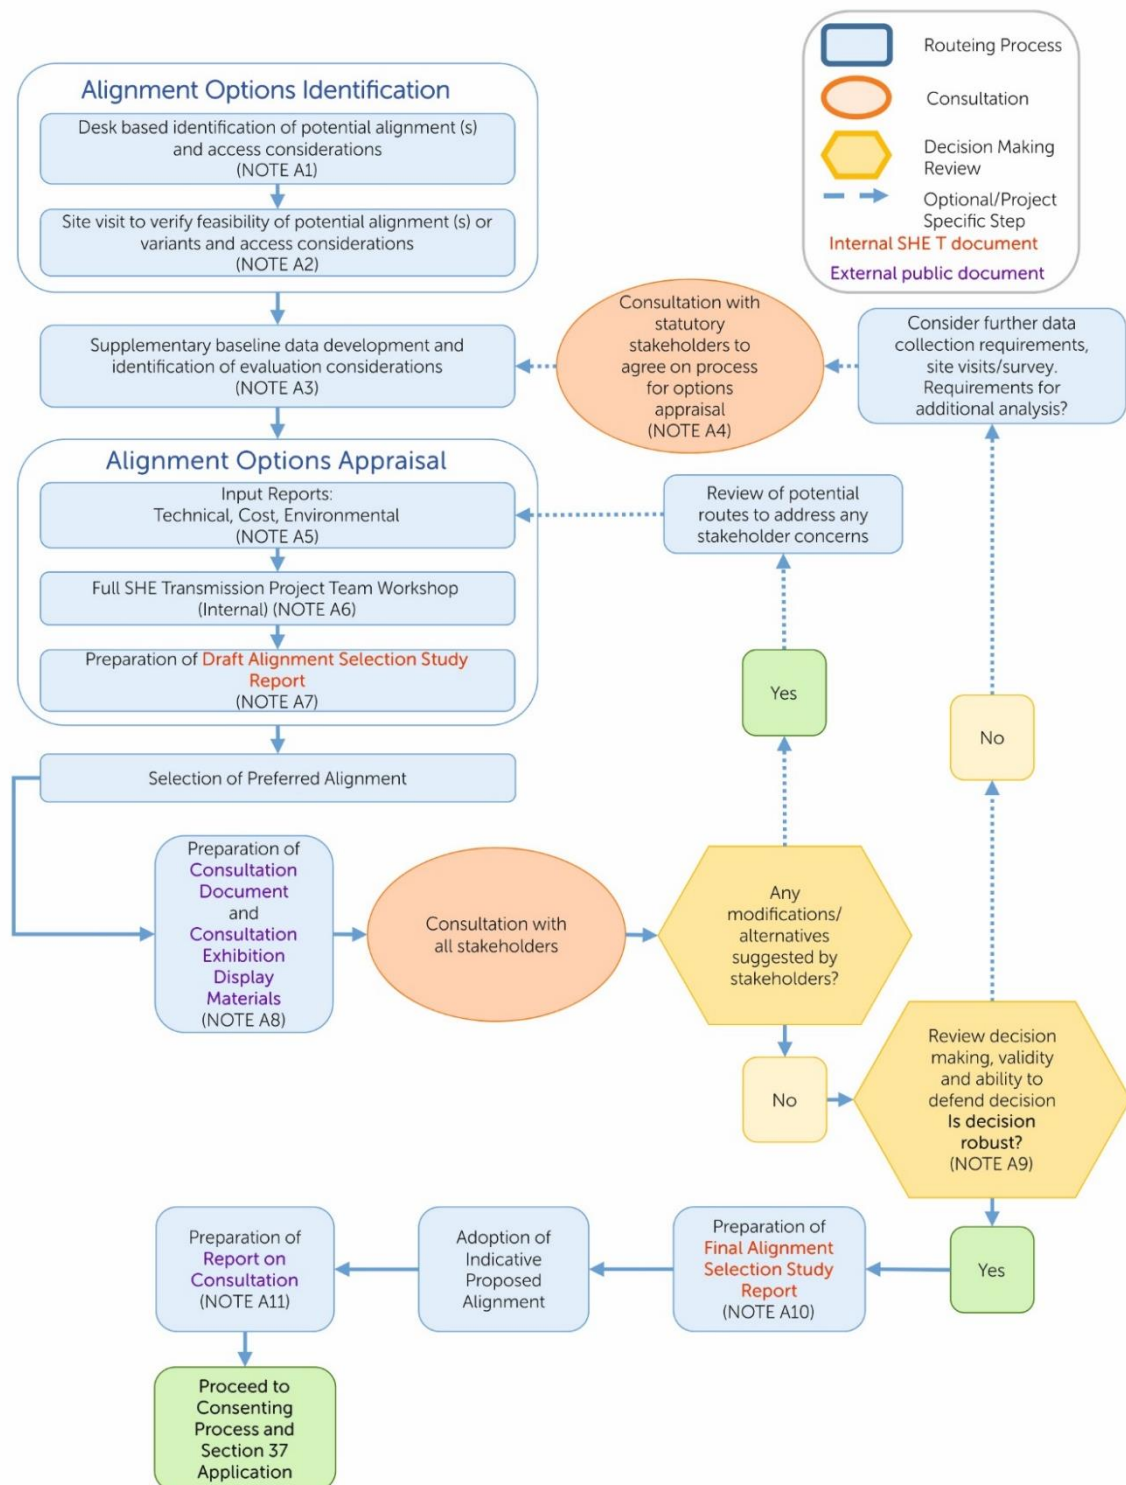 Routeing Process
Consultation
Decision Making
Review
Optional/Project
Specific Step
Internal SHE T document
External public document
Alignment Options Identification
Desk based identification of potential alignment (s)
and access considerations
(NOTE A1)
Site visit to verify feasibility of potential alignment (s) or
variants and access considerations
(NOTE A2)
Supplementary baseline data development and
identification of evaluation considerations
(NOTE A3)
Consultation with
statutory
stakeholders to
agree on process
for options
appraisal
(NOTE A4)
Consider further data
collection requirements,
site visits/survey.
Requirements for
additional analysis?
Alignment Options Appraisal
Input Reports:
Technical, Cost, Environmental
(NOTE A5)
Full SHE Transmission Project Team Workshop
(Internal) (NOTE A6)
Preparation of Draft Alignment Selection Study
Report
(NOTE A7)
Review of potential
routes to address any
stakeholder concerns
Yes
No
Selection of Preferred Alignment
Preparation of
Consultation
Document
and
Consultation
Exhibition
Display
Materials
(NOTE A8)
Consultation with
all stakeholders
Any
modifications/
alternatives
suggested by
stakeholders?
No
Review decision
making, validity
and ability to
defend decision
Is decision
robust?
(NOTE A9)
Yes
Preparation of
Final Alignment
Selection Study
Report
(NOTE A10)
Adoption of
Indicative
Proposed
Alignment
Preparation of
Report on
Consultation
(NOTE A11)
Proceed to
Consenting
Process and
Section 37
Application